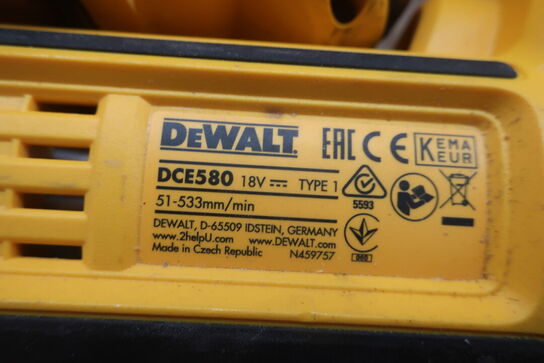 DEWALT
EAC CE KEMA KEUR
DCE580 18V TYPE 1
51-533mm/min
5593
DEWALT, D-65509 IDSTEIN, GERMANY
www.2helpU.com www.DEWALT.com
Made in Czech Republic N459757